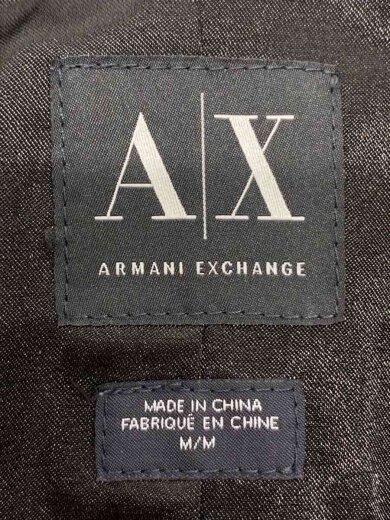 A|X
ARMANI EXCHANGE
MADE IN CHINA
FABRIQUÉ EN CHINE
M/M